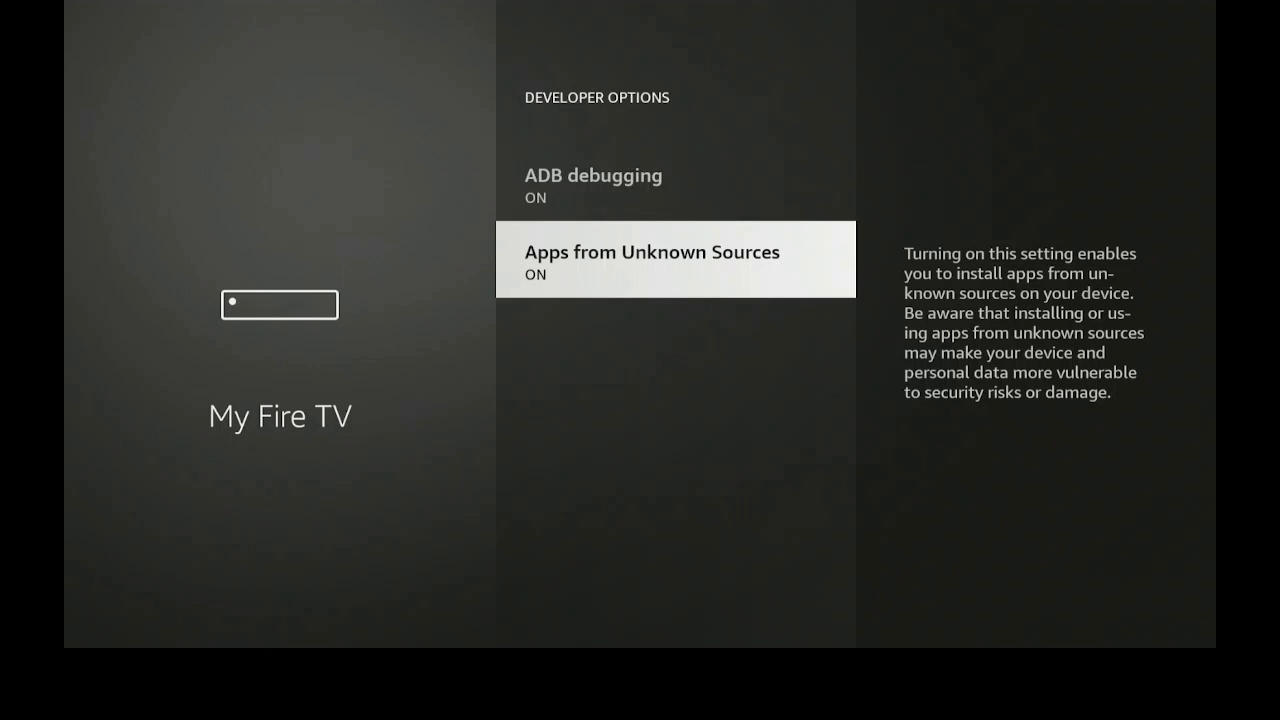 DEVELOPER OPTIONS
ADB debugging
ON
Apps from Unknown Sources
ON
My Fire TV
Turning on this setting enables
you to install apps from un-
known sources on your device.
Be aware that installing or us-
ing apps from unknown sources
may make your device and
personal data more vulnerable
to security risks or damage.